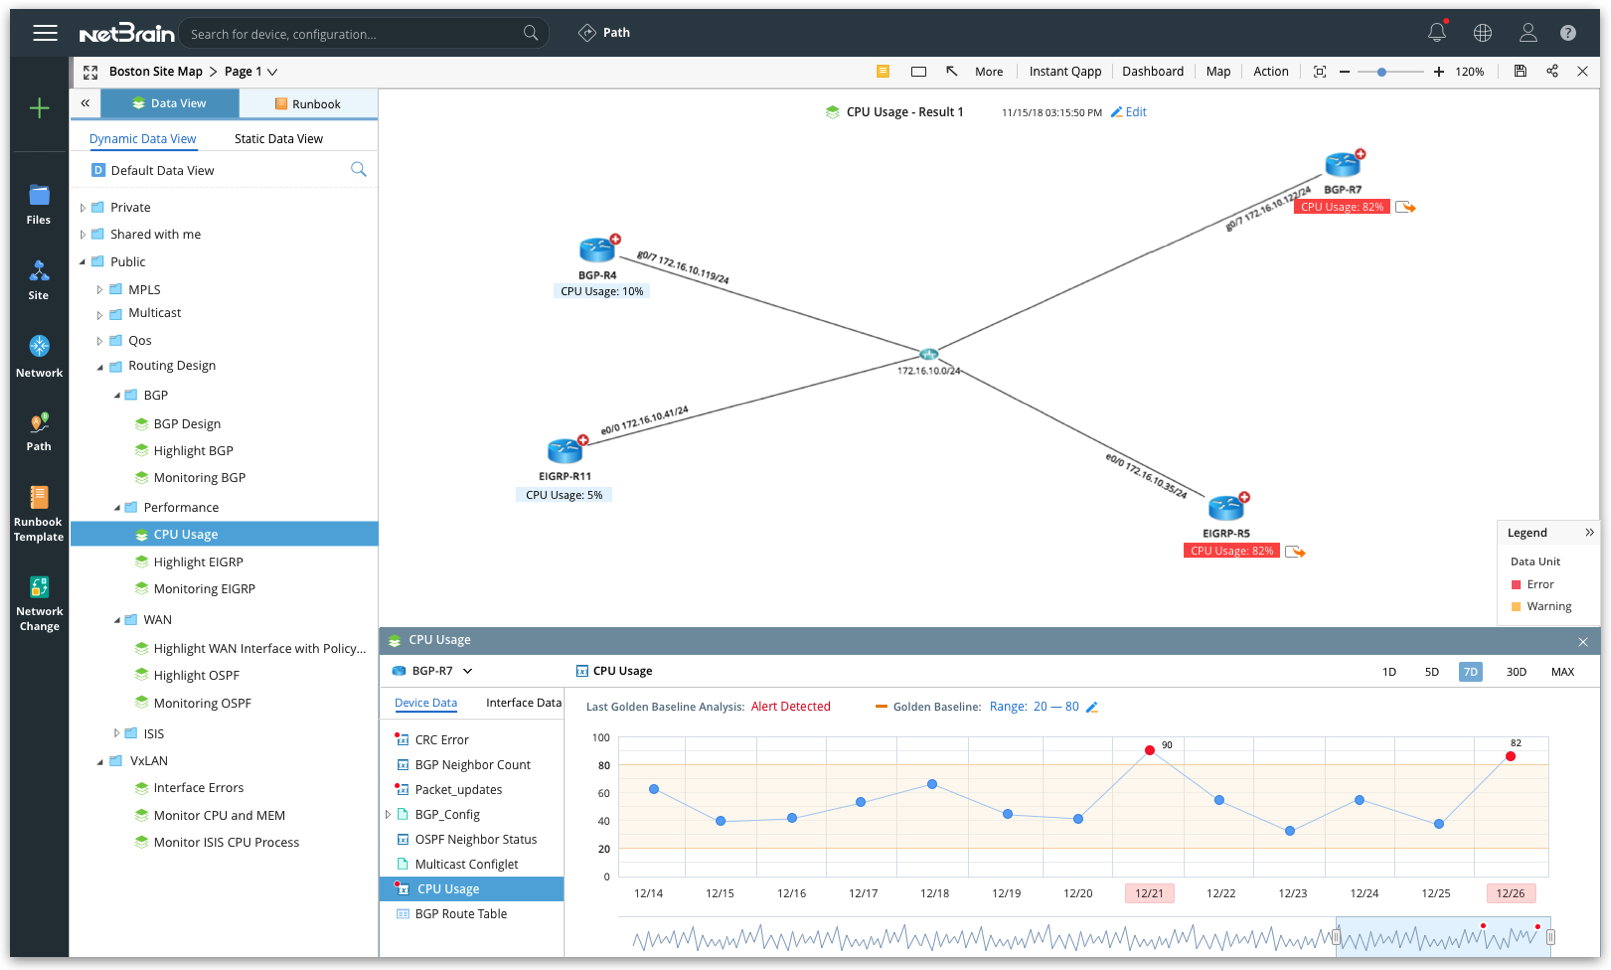 netBrain
Search for device, configuration...
Path
?
Boston Site Map > Page 1
More
Instant Qapp
Dashboard
Map
Action
120%
Files
Site
Network
Path
Runbook
Template
Network
Change
Data View
Runbook
Dynamic Data View
Static Data View
D Default Data View
Private
Shared with me
Public
MPLS
Multicast
Qos
Routing Design
BGP
BGP Design
Highlight BGP
Monitoring BGP
Performance
CPU Usage
Highlight EIGRP
Monitoring EIGRP
WAN
Highlight WAN Interface with Policy...
Highlight OSPF
Monitoring OSPF
ISIS
VxLAN
Interface Errors
Monitor CPU and MEM
Monitor ISIS CPU Process
CPU Usage - Result 1
11/15/18 03:15:50 PM
Edit
BGP-R7
CPU Usage: 82%
g0/7 172.16.10.122/24
BGP-R4
CPU Usage: 10%
g0/7 172.16.10.119/24
172.16.10.0/24
e0/0 172.16.10.41/24
EIGRP-R11
CPU Usage: 5%
e0/0 172.16.10.35/24
EIGRP-R5
CPU Usage: 82%
Legend
Data Unit
Error
Warning
CPU Usage
BGP-R7
CPU Usage
1D 5D 7D 30D MAX
Device Data
Interface Data
CRC Error
BGP Neighbor Count
Packet_updates
BGP_Config
OSPF Neighbor Status
Multicast Configlet
CPU Usage
BGP Route Table
Last Golden Baseline Analysis: Alert Detected
Golden Baseline: Range: 20 — 80
100
80
60
40
20
0
90
82
12/14 12/15 12/16 12/17 12/18 12/19 12/20 12/21 12/22 12/23 12/24 12/25 12/26